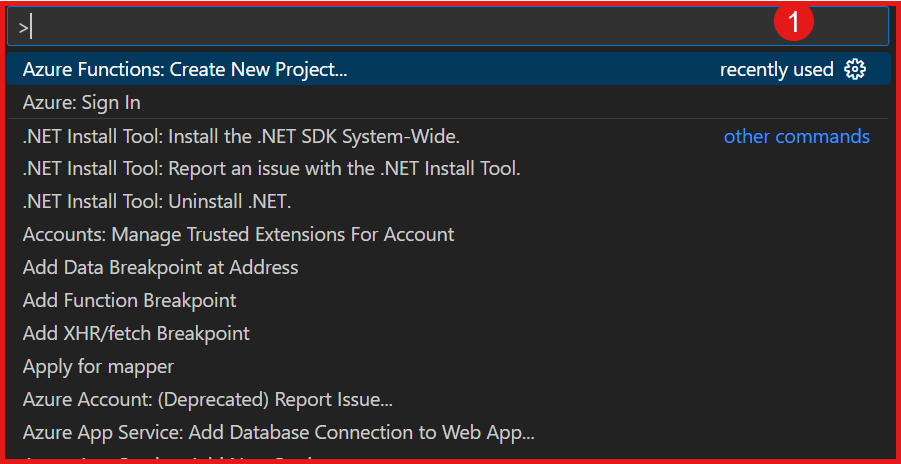 1
>
Azure Functions: Create New Project... recently used
Azure: Sign In
.NET Install Tool: Install the .NET SDK System-Wide. other commands
.NET Install Tool: Report an issue with the .NET Install Tool.
.NET Install Tool: Uninstall .NET.
Accounts: Manage Trusted Extensions For Account
Add Data Breakpoint at Address
Add Function Breakpoint
Add XHR/fetch Breakpoint
Apply for mapper
Azure Account: (Deprecated) Report Issue...
Azure App Service: Add Database Connection to Web App...